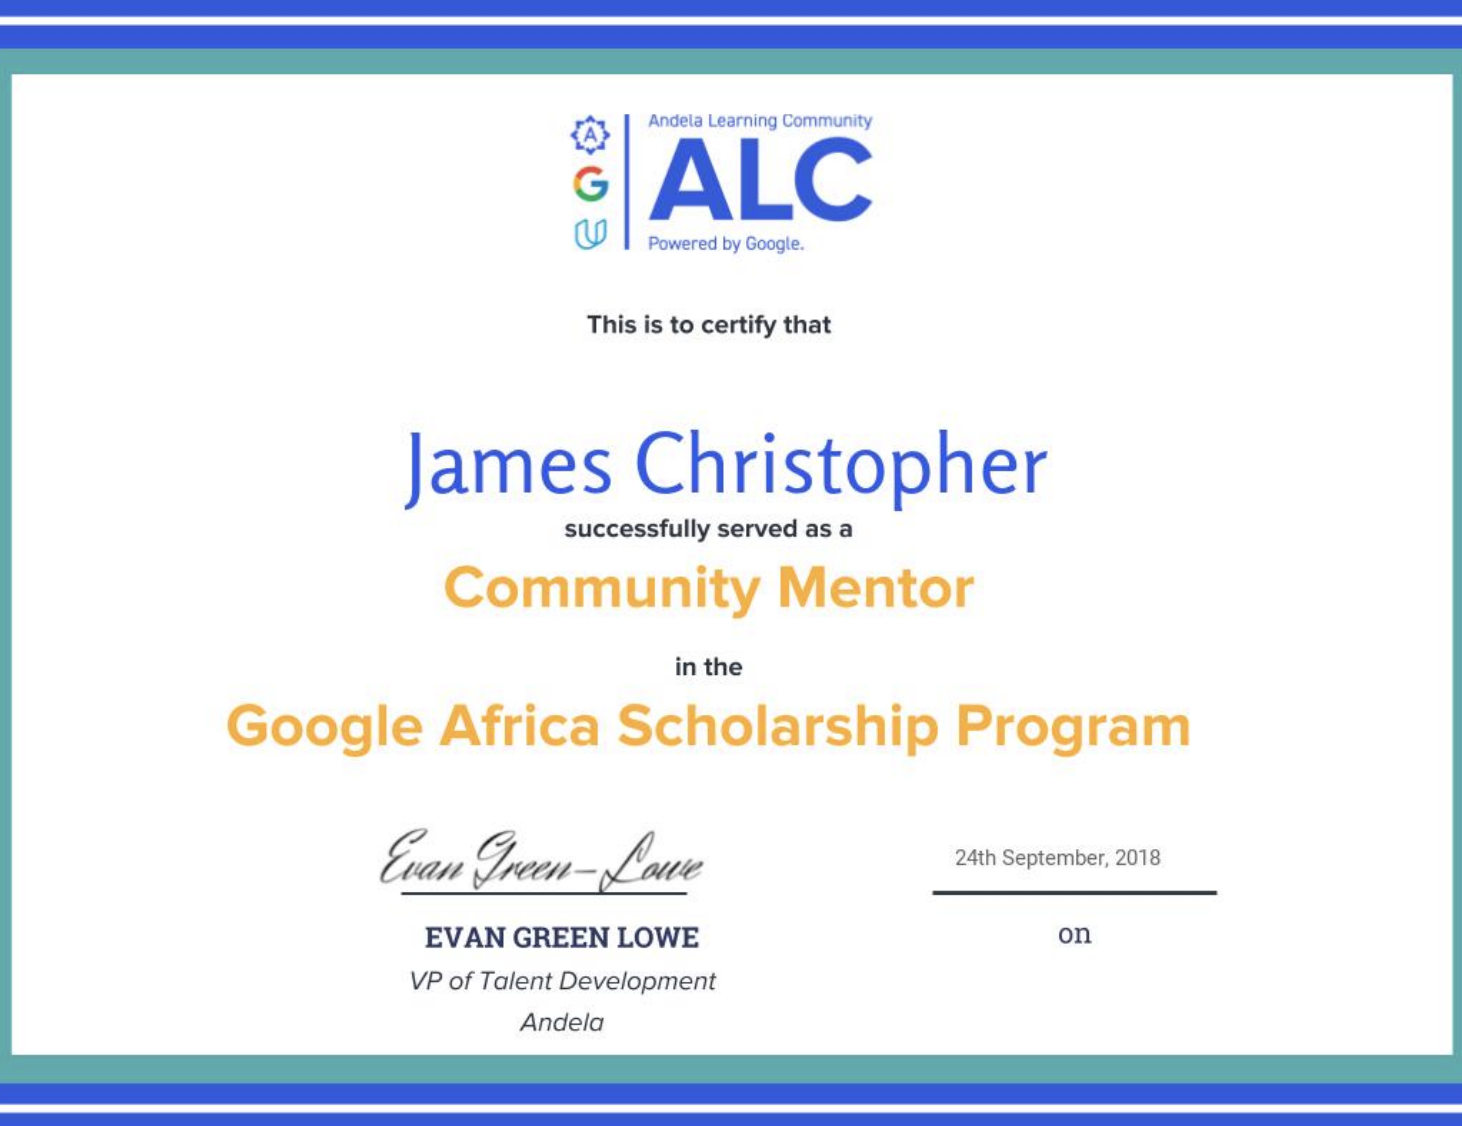 Andela Learning Community
ALC
Powered by Google.
This is to certify that
James Christopher
successfully served as a
Community Mentor
in the
Google Africa Scholarship Program
Evan Green-Lowe
EVAN GREEN LOWE
VP of Talent Development
Andela
24th September, 2018
on